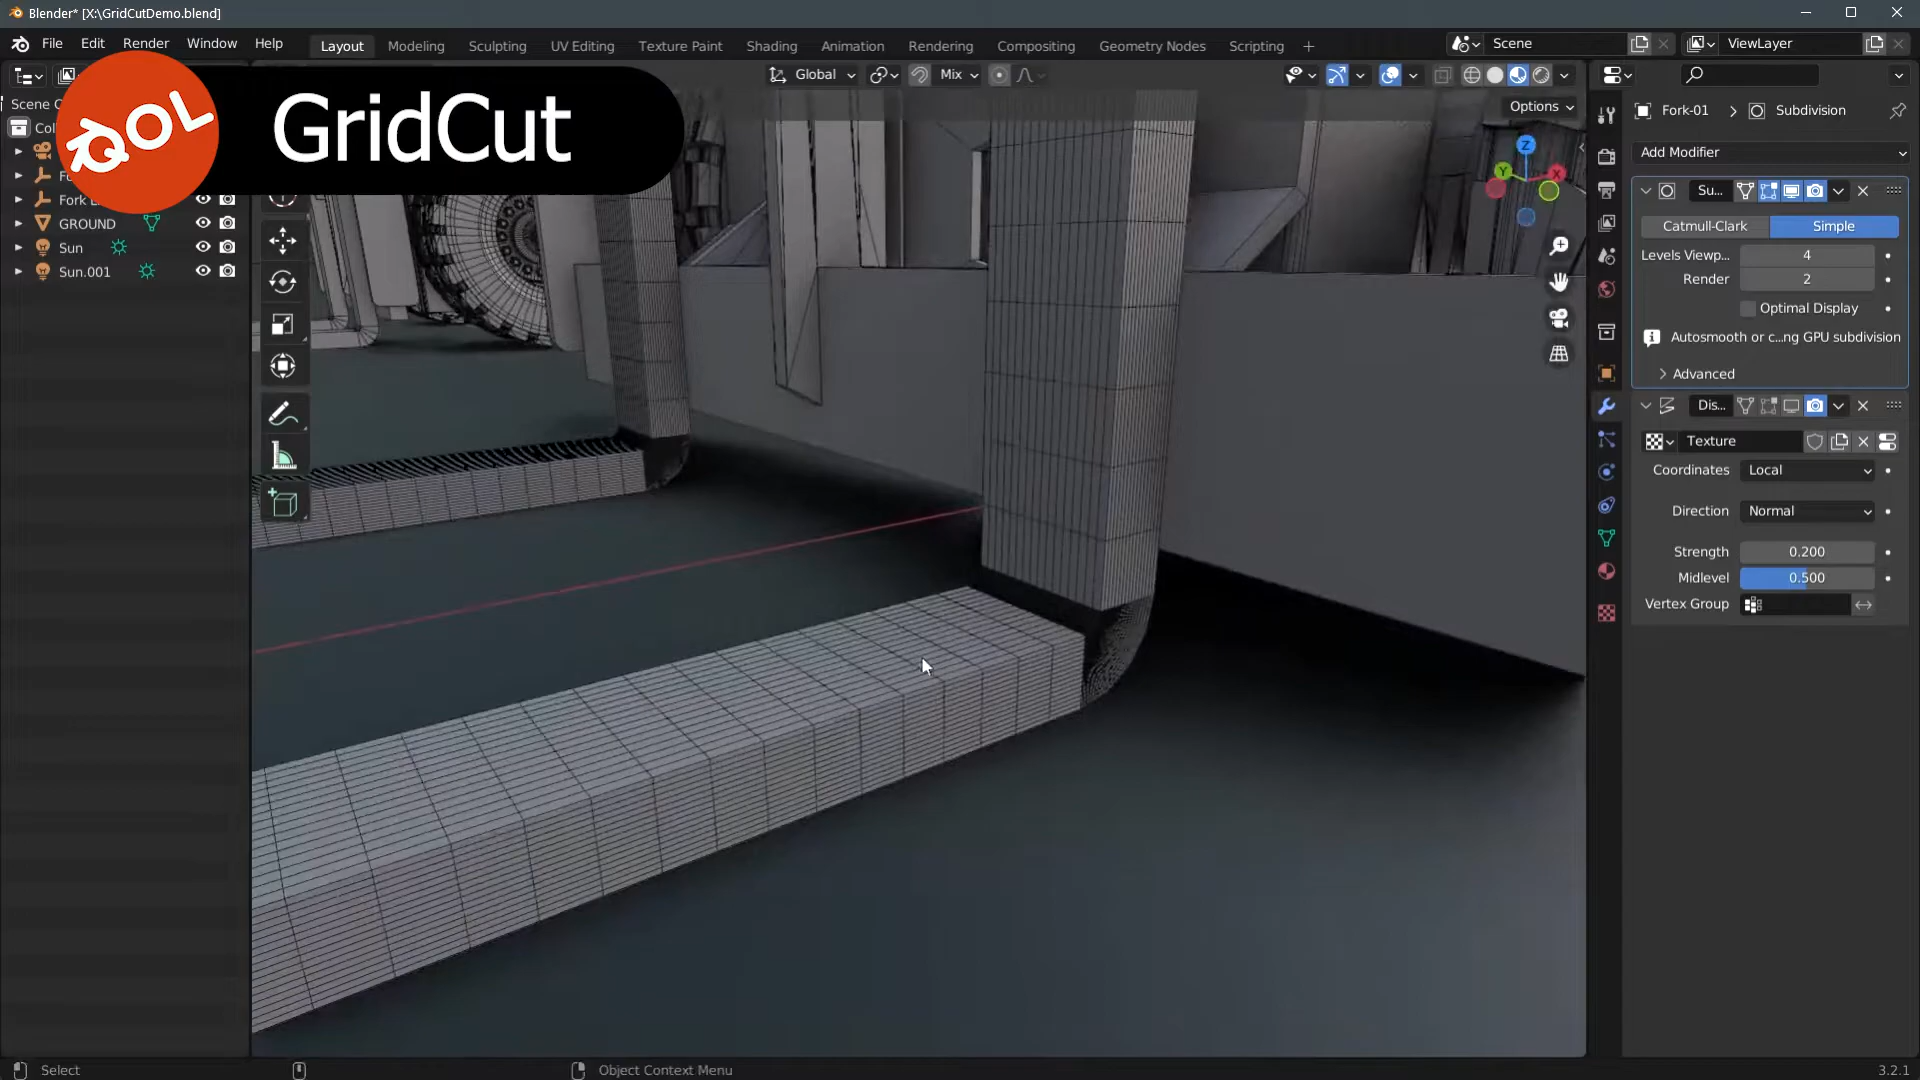 Blender* [X:\GridCutDemo.blend]
File Edit Render Window Help
Layout Modeling Sculpting UV Editing Texture Paint Shading Animation Rendering Compositing Geometry Nodes Scripting +
Scene
ViewLayer
QOL
GridCut
Global
Mix
Options
Scene C
Col
Fo
Fork L
GROUND
Sun
Sun.001
Z
Y
X
Fork-01 > Subdivision
Add Modifier
Su...
Catmull-Clark Simple
Levels Viewp... 4
Render 2
Optimal Display
Autosmooth or c...ng GPU subdivision
Advanced
Dis...
Texture
Coordinates Local
Direction Normal
Strength 0.200
Midlevel 0.500
Vertex Group
Select
Object Context Menu
3.2.1